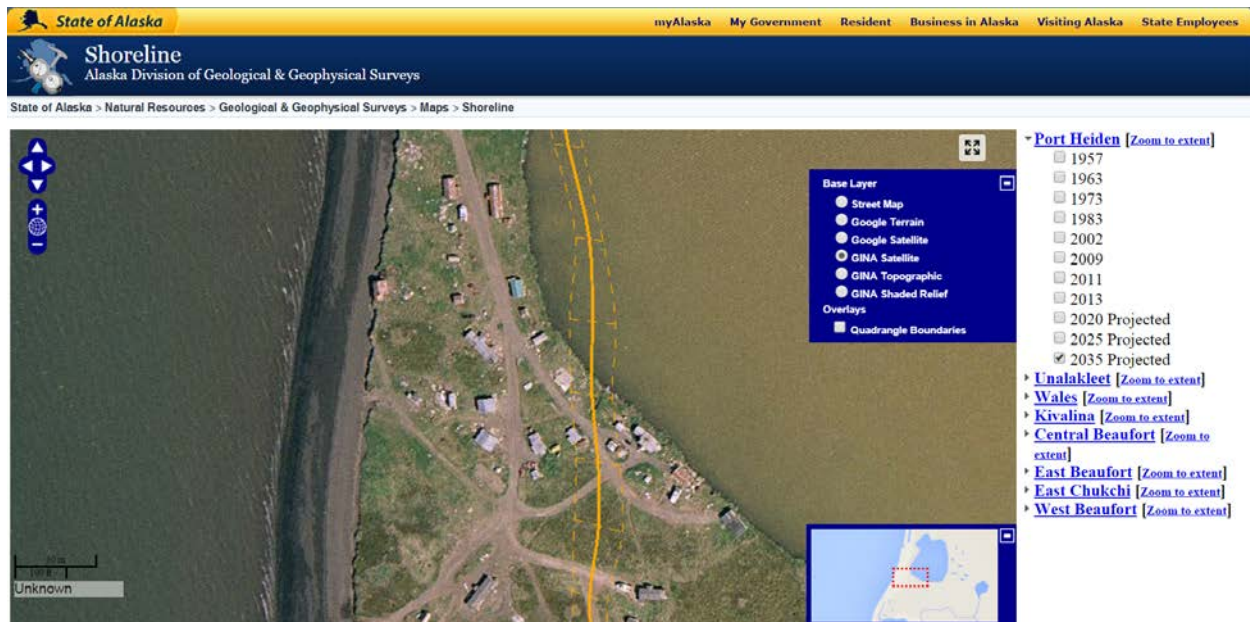 State of Alaska
myAlaska My Government Resident Business in Alaska Visiting Alaska State Employees
Shoreline
Alaska Division of Geological & Geophysical Surveys
State of Alaska > Natural Resources > Geological & Geophysical Surveys > Maps > Shoreline
Base Layer
Street Map
Google Terrain
Google Satellite
GINA Satellite
GINA Topographic
GINA Shaded Relief
Overlays
Quadrangle Boundaries
Port Heiden [Zoom to extent]
1957
1963
1973
1983
2002
2009
2011
2013
2020 Projected
2025 Projected
2035 Projected
Unalakleet [Zoom to extent]
Wales [Zoom to extent]
Kivalina [Zoom to extent]
Central Beaufort [Zoom to
extent]
East Beaufort [Zoom to extent]
East Chukchi [Zoom to extent]
West Beaufort [Zoom to extent]
100 ft
Unknown